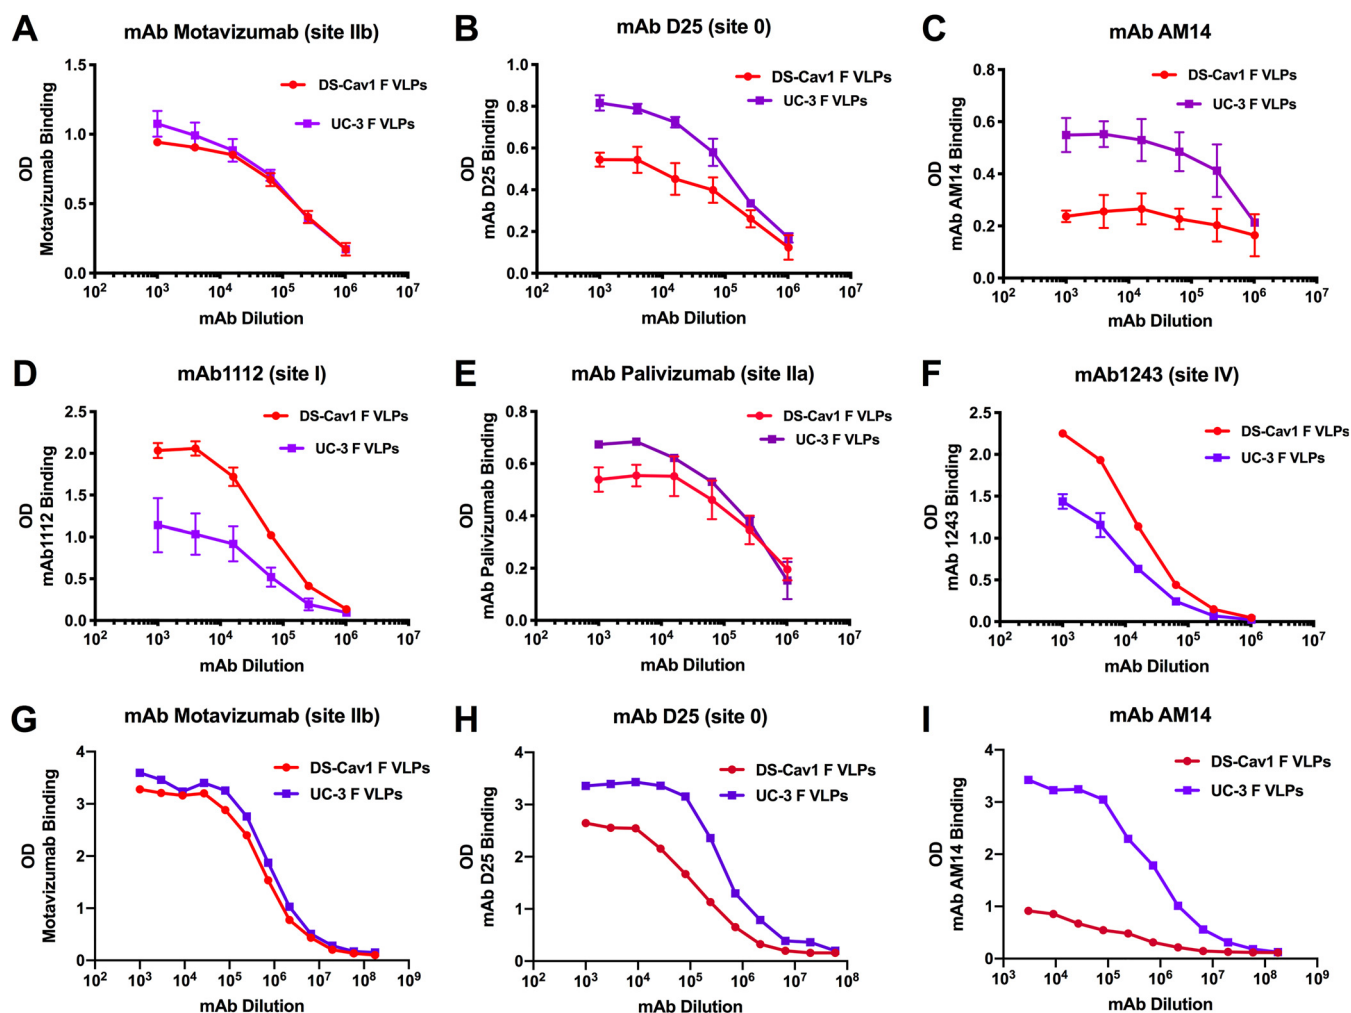 A
mAb Motavizumab (site IIb)
OD
Motavizumab Binding
1.5
1.0
0.5
0.0
DS-Cav1 F VLPs
UC-3 F VLPs
10² 10³ 10⁴ 10⁵ 10⁶ 10⁷
mAb Dilution
B
mAb D25 (site 0)
OD
mAb D25 Binding
1.0
0.8
0.6
0.4
0.2
0.0
DS-Cav1 F VLPs
UC-3 F VLPs
10² 10³ 10⁴ 10⁵ 10⁶ 10⁷
mAb Dilution
C
mAb AM14
OD
mAb AM14 Binding
0.8
0.6
0.4
0.2
0.0
DS-Cav1 F VLPs
UC-3 F VLPs
10² 10³ 10⁴ 10⁵ 10⁶ 10⁷
mAb Dilution
D
mAb1112 (site I)
OD
mAb1112 Binding
2.5
2.0
1.5
1.0
0.5
0.0
DS-Cav1 F VLPs
UC-3 F VLPs
10² 10³ 10⁴ 10⁵ 10⁶ 10⁷
mAb Dilution
E
mAb Palivizumab (site IIa)
OD
mAb Palivizumab Binding
0.8
0.6
0.4
0.2
0.0
DS-Cav1 F VLPs
UC-3 F VLPs
10² 10³ 10⁴ 10⁵ 10⁶ 10⁷
mAb Dilution
F
mAb1243 (site IV)
OD
mAb 1243 Binding
2.5
2.0
1.5
1.0
0.5
0.0
DS-Cav1 F VLPs
UC-3 F VLPs
10² 10³ 10⁴ 10⁵ 10⁶ 10⁷
mAb Dilution
G
mAb Motavizumab (site IIb)
OD
Motavizumab Binding
4
3
2
1
0
DS-Cav1 F VLPs
UC-3 F VLPs
10² 10³ 10⁴ 10⁵ 10⁶ 10⁷ 10⁸ 10⁹
mAb Dilution
H
mAb D25 (site 0)
OD
mAb D25 Binding
4
3
2
1
0
DS-Cav1 F VLPs
UC-3 F VLPs
10² 10³ 10⁴ 10⁵ 10⁶ 10⁷ 10⁸
mAb Dilution
I
mAb AM14
OD
mAb AM14 Binding
4
3
2
1
0
DS-Cav1 F VLPs
UC-3 F VLPs
10³ 10⁴ 10⁵ 10⁶ 10⁷ 10⁸ 10⁹
mAb Dilution